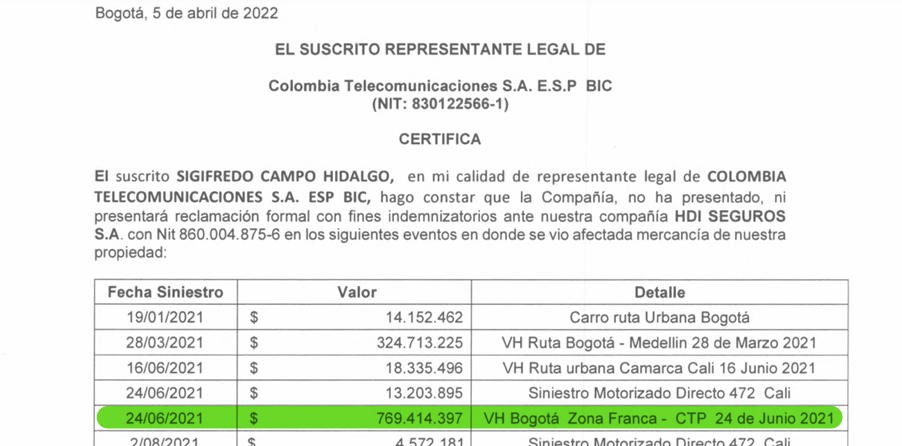 Bogotá, 5 de abril de 2022
EL SUSCRITO REPRESENTANTE LEGAL DE
Colombia Telecomunicaciones S.A. E.S.P BIC
(NIT: 830122566-1)
CERTIFICA
El suscrito SIGIFREDO CAMPO HIDALGO, en mi calidad de representante legal de COLOMBIA
TELECOMUNICACIONES S.A. ESP BIC, hago constar que la Compañía, no ha presentado, ni
presentará reclamación formal con fines indemnizatorios ante nuestra compañía HDI SEGUROS
S.A. con Nit 860.004.875-6 en los siguientes eventos en donde se vio afectada mercancía de nuestra
propiedad:
Fecha Siniestro Valor Detalle
19/01/2021 $ 14.152.462 Carro ruta Urbana Bogotá
28/03/2021 $ 324.713.225 VH Ruta Bogotá - Medellin 28 de Marzo 2021
16/06/2021 $ 18.335.496 VH Ruta urbana Camarca Cali 16 Junio 2021
24/06/2021 $ 13.203.895 Siniestro Motorizado Directo 472 Cali
24/06/2021 $ 769.414.397 VH Bogotá Zona Franca - CTP 24 de Junio 2021
2/08/2021 $ 4.572.181 Siniestro Motorizado Directo 472 Cali